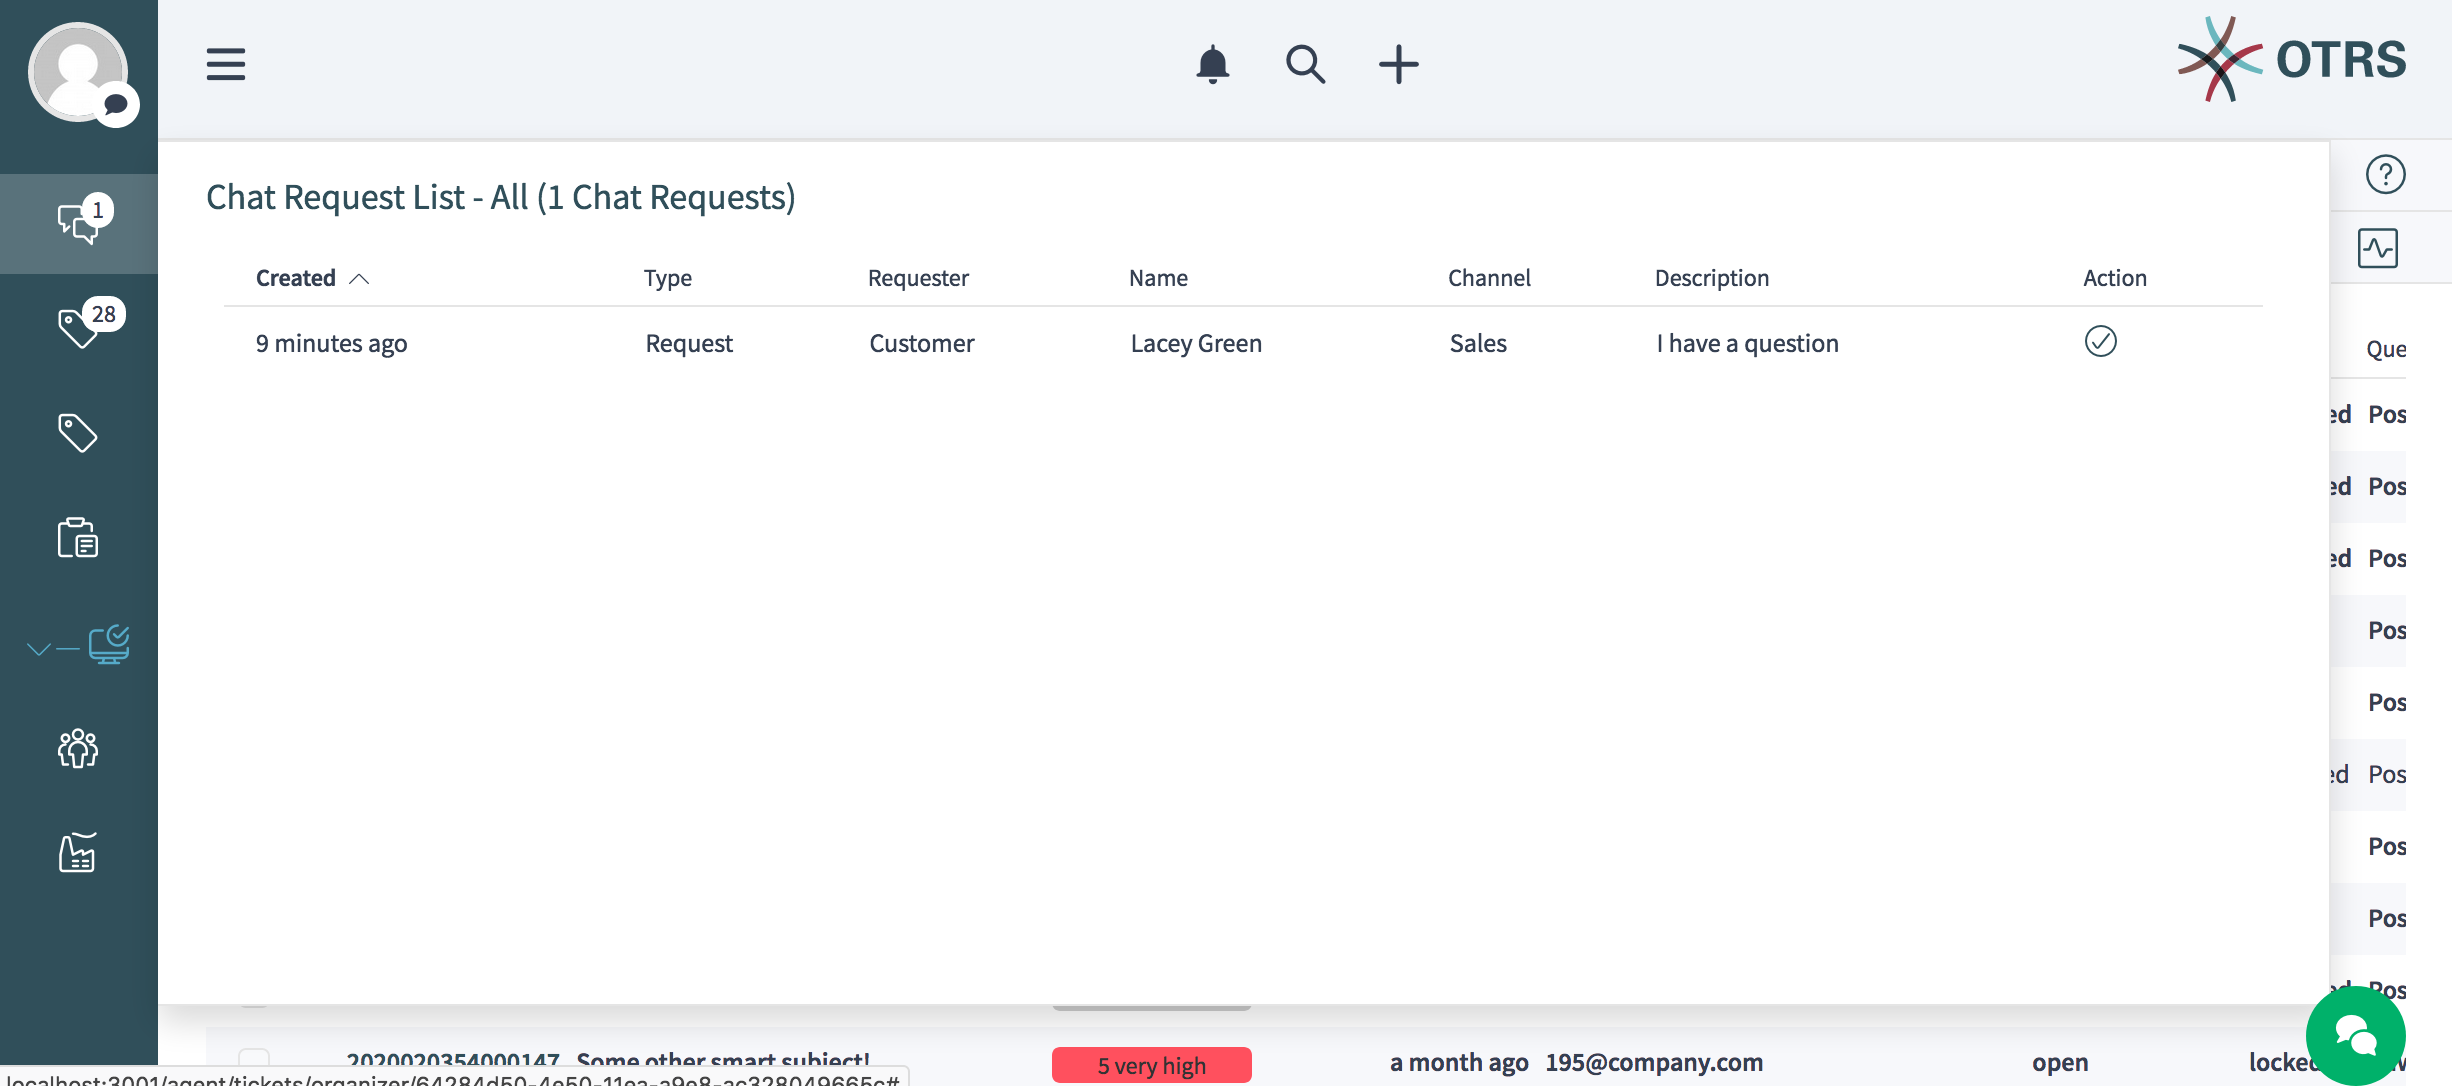 OTRS
1
Chat Request List - All (1 Chat Requests)
Created Type Requester Name Channel Description Action
28
9 minutes ago Request Customer Lacey Green Sales I have a question
Que
ed Pos
ed Pos
ed Pos
Pos
Pos
ed Pos
Pos
Pos
Pos
2020020354000147 Some other smart subject! 5 very high a month ago 195@company.com open locked
localhost:3001/agent/tickets/organizer/64284d50-4e50-11ea-a9e8-ac328049665c#